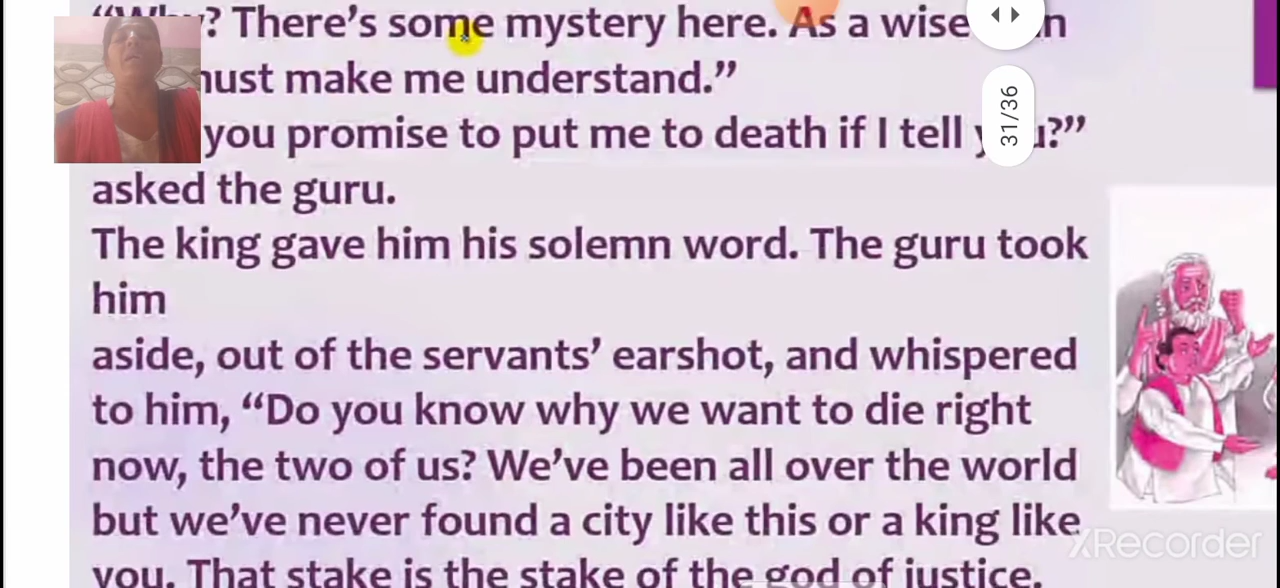 “Why? There’s some mystery here. As a wise
must make me understand.”
you promise to put me to death if I tell you?”
asked the guru.
The king gave him his solemn word. The guru took
him
aside, out of the servants’ earshot, and whispered
to him, “Do you know why we want to die right
now, the two of us? We’ve been all over the world
but we’ve never found a city like this or a king like
you. That stake is the stake of the god of justice.
31/36
XRecorder